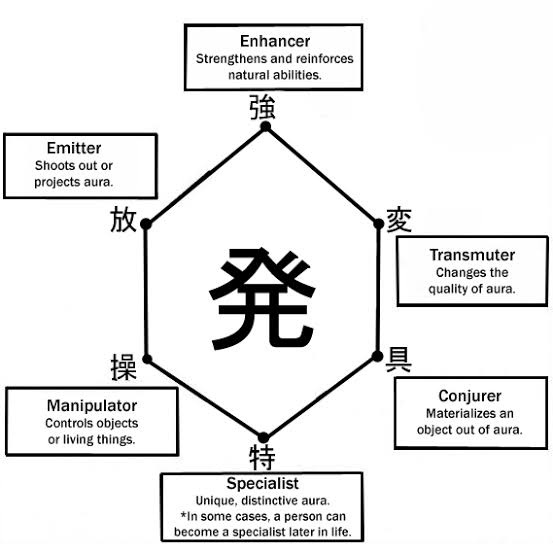 Enhancer
Strengthens and reinforces
natural abilities.
強
Emitter
Shoots out or
projects aura.
放
変
Transmuter
Changes the
quality of aura.
発
操
具
Manipulator
Controls objects
or living things.
Conjurer
Materializes an
object out of aura.
特
Specialist
Unique, distinctive aura.
*In some cases, a person can
become a specialist later in life.